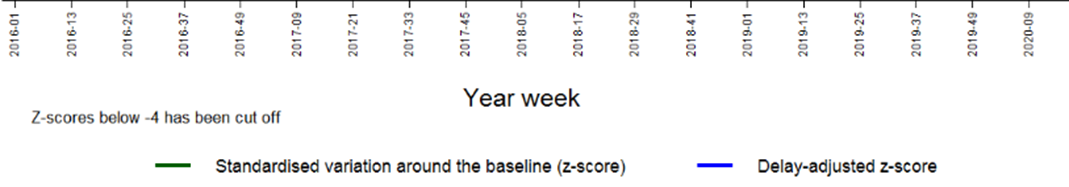 2016-01 2016-13 2016-25 2016-37 2016-49 2017-09 2017-21 2017-33 2017-45 2018-05 2018-17 2018-29 2018-41 2019-01 2019-13 2019-25 2019-37 2019-49 2020-09
Year week
Z-scores below -4 has been cut off
Standardised variation around the baseline (z-score) Delay-adjusted z-score